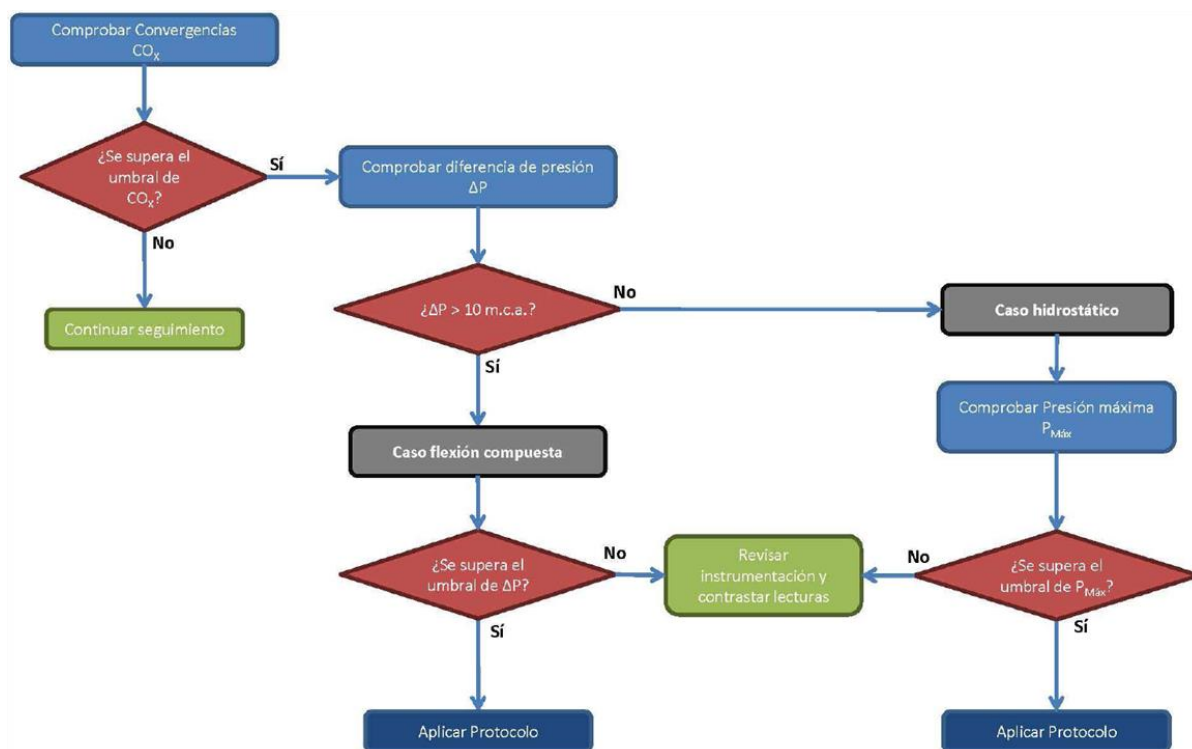 Comprobar Convergencias
COₓ
¿Se supera el
umbral de
COₓ?
Sí
No
Continuar seguimiento
Comprobar diferencia de presión
ΔP
¿ΔP > 10 m.c.a.?
No
Sí
Caso hidrostático
Comprobar Presión máxima
PMáx
Caso flexión compuesta
¿Se supera el
umbral de ΔP?
No
Sí
Revisar
instrumentación y
contrastar lecturas
No
¿Se supera el
umbral de PMáx?
Sí
Aplicar Protocolo
Aplicar Protocolo